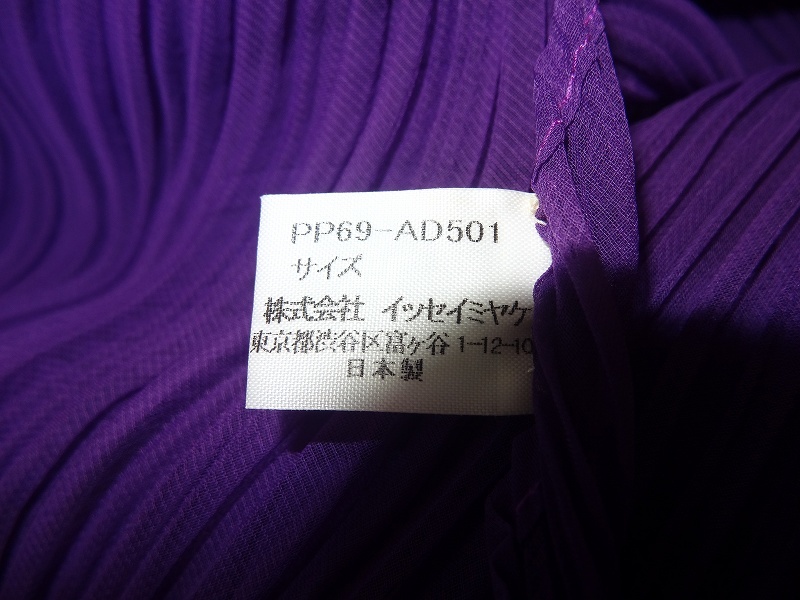 PP69-AD501
サイズ
株式会社 イッセイミヤケ
東京都渋谷区富ヶ谷1-12-10
日本製